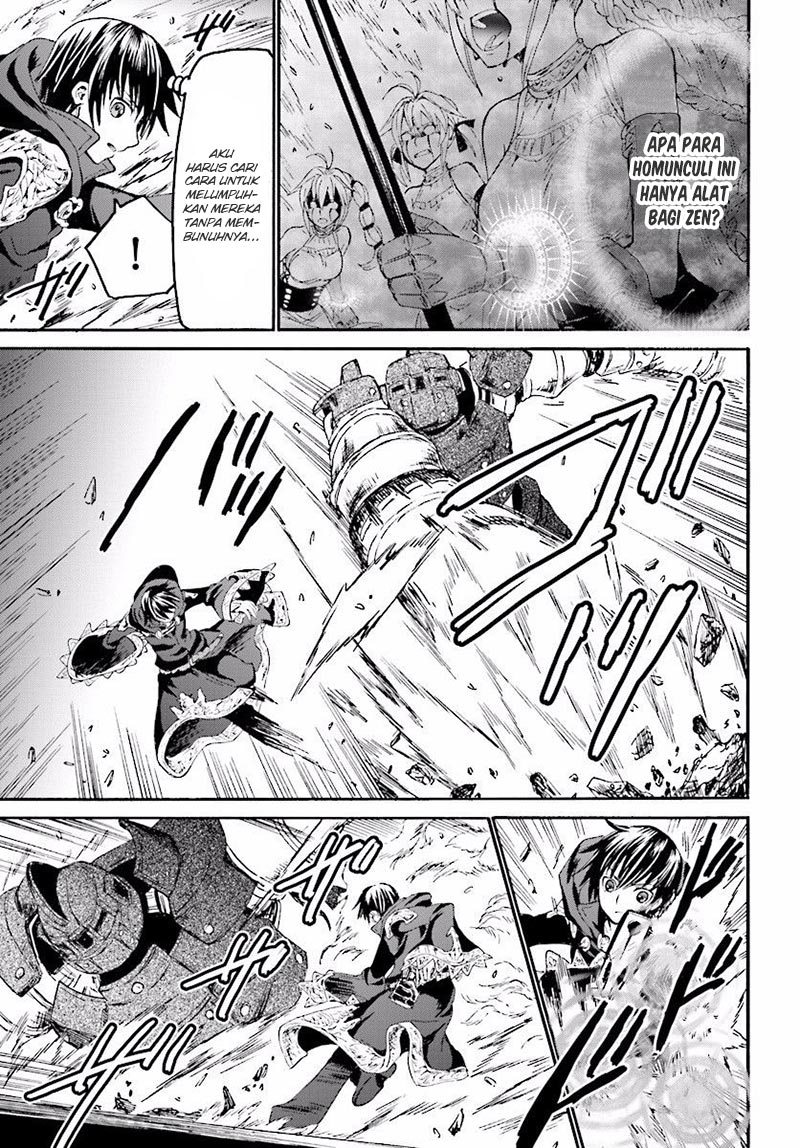 APA PARA
HOMUNCULI INI
HANYA ALAT
BAGI ZEN?
AKU
HARUS CARI
CARA UNTUK
MELUMPUH-
KAN MEREKA
TANPA MEM-
BUNUHNYA...
!